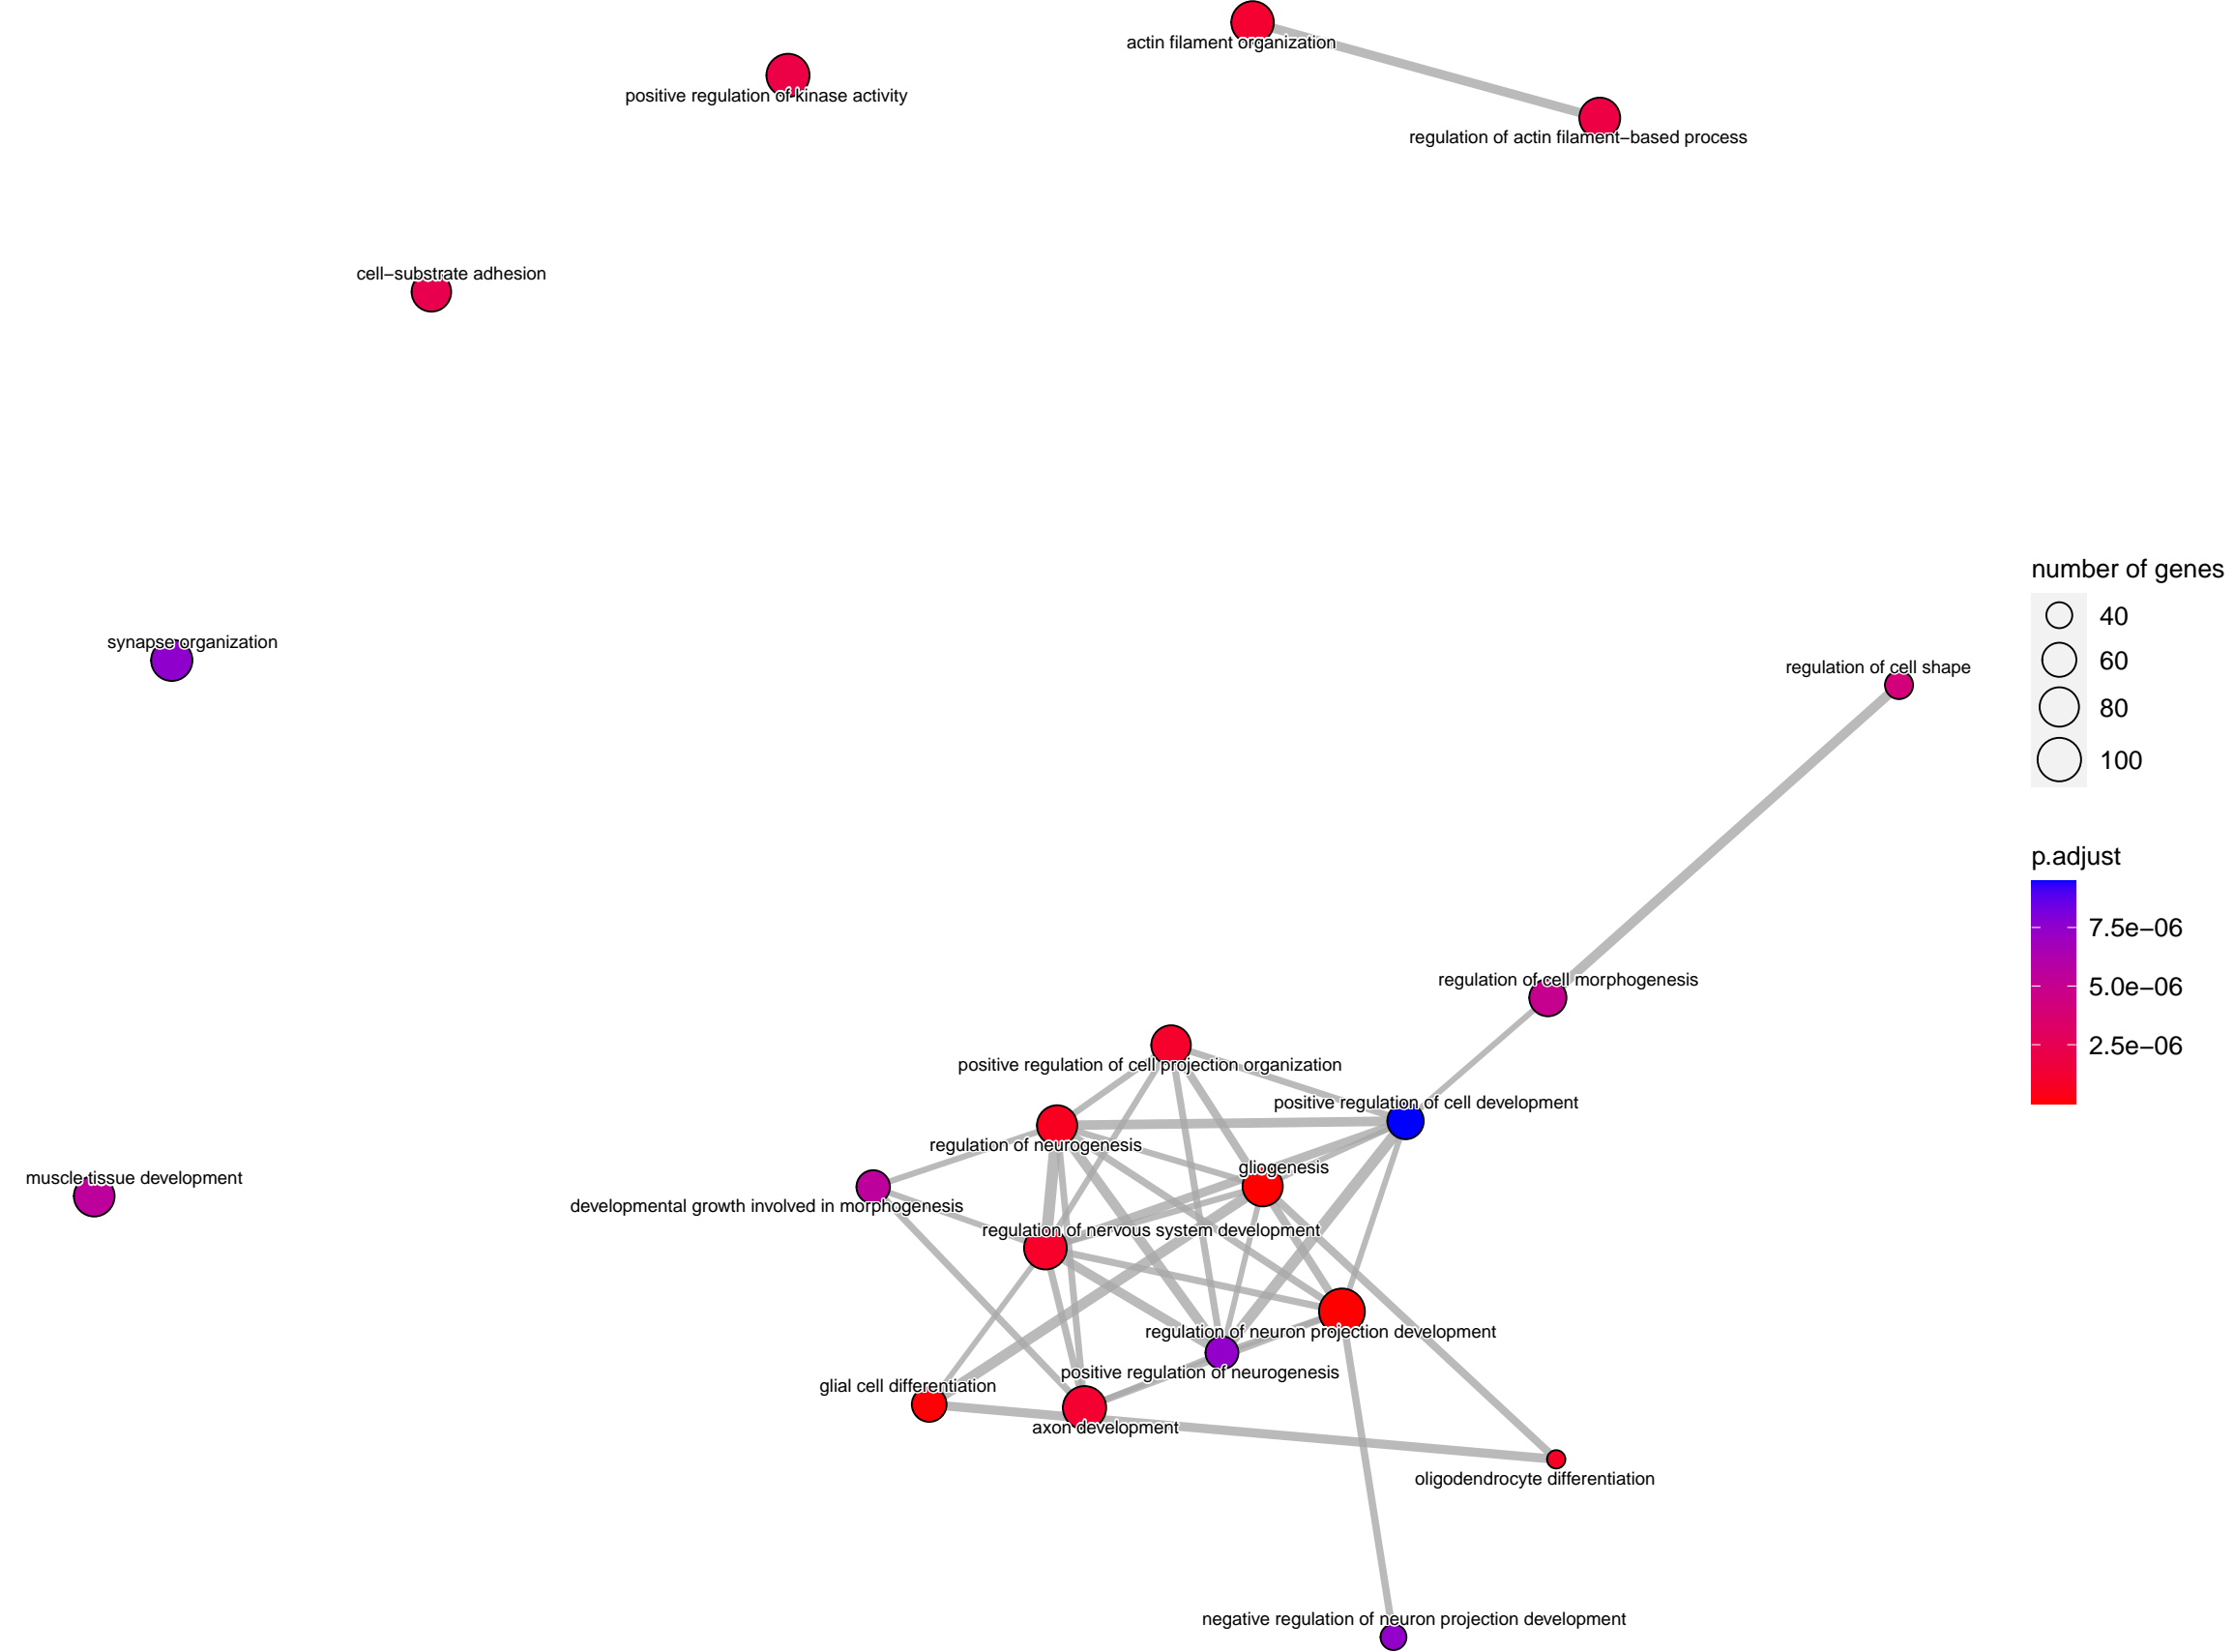 actin filament organization
positive regulation of kinase activity
regulation of actin filament−based process
cell−substrate adhesion
number of genes
40
60
80
100
synapse organization
regulation of cell shape
p.adjust
7.5e−06
5.0e−06
2.5e−06
regulation of cell morphogenesis
positive regulation of cell projection organization
positive regulation of cell development
regulation of neurogenesis
gliogenesis
muscle tissue development
developmental growth involved in morphogenesis
regulation of nervous system development
regulation of neuron projection development
positive regulation of neurogenesis
glial cell differentiation
axon development
oligodendrocyte differentiation
negative regulation of neuron projection development